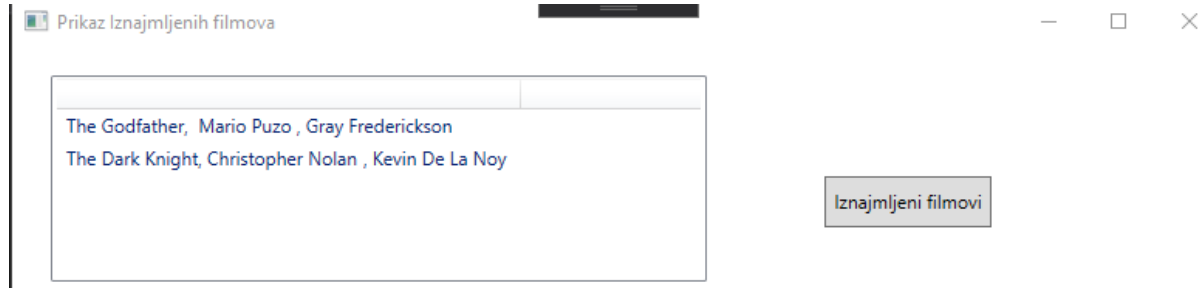 Prikaz Iznajmljenih filmova
The Godfather,  Mario Puzo , Gray Frederickson
The Dark Knight, Christopher Nolan , Kevin De La Noy
Iznajmljeni filmovi